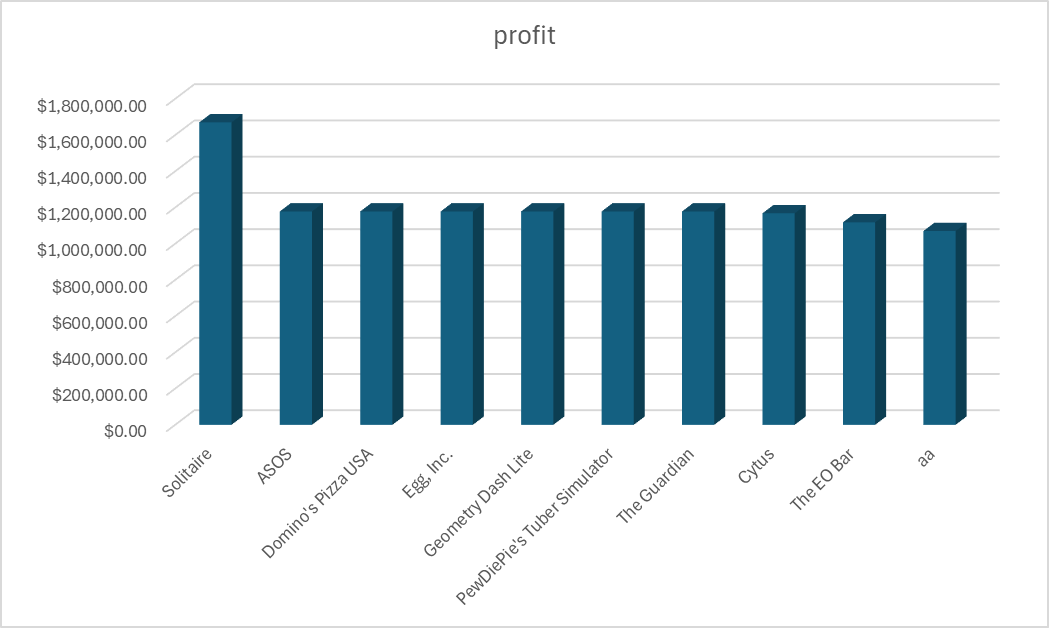 profit
$1,800,000.00
$1,600,000.00
$1,400,000.00
$1,200,000.00
$1,000,000.00
$800,000.00
$600,000.00
$400,000.00
$200,000.00
$0.00
Solitaire
ASOS
Domino's Pizza USA
Egg, Inc.
Geometry Dash Lite
PewDiePie's Tuber Simulator
The Guardian
Cytus
The EO Bar
aa